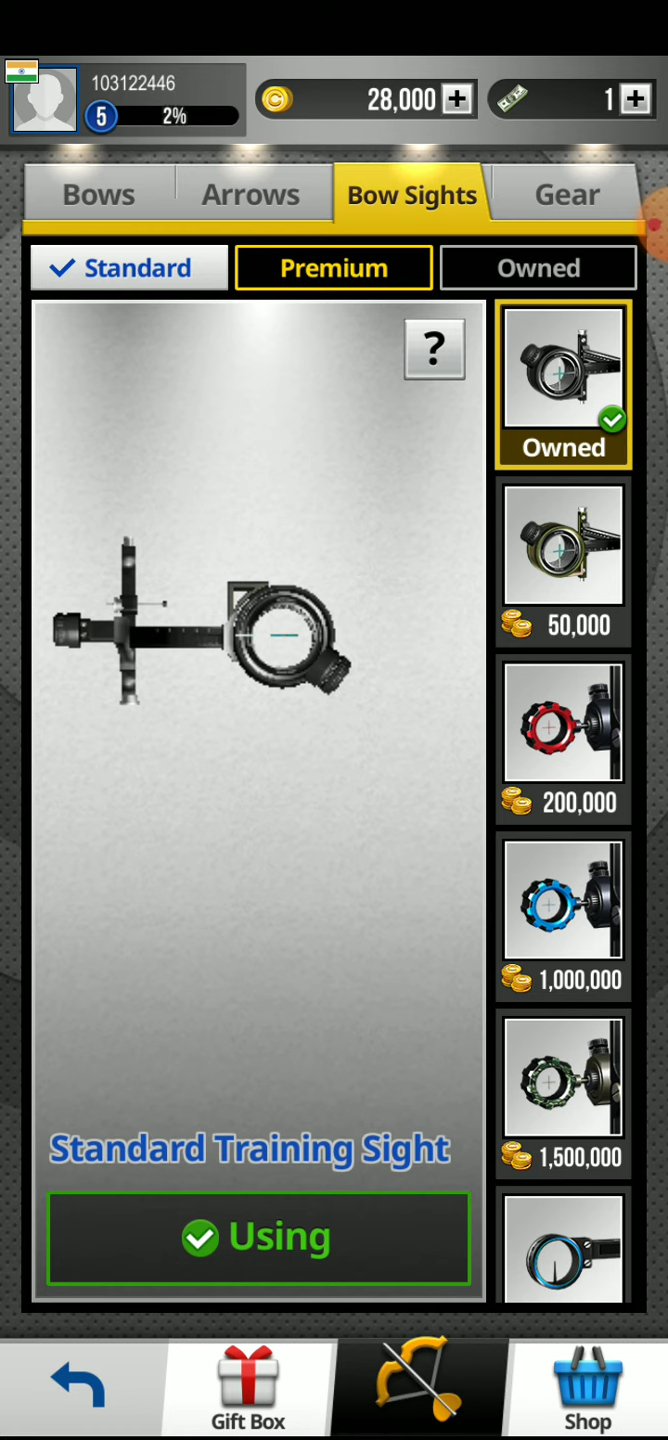 103122446
5
2%
28,000
1
Bows
Arrows
Bow Sights
Gear
Standard
Premium
Owned
?
Owned
50,000
200,000
1,000,000
1,500,000
Standard Training Sight
Using
Gift Box
Shop